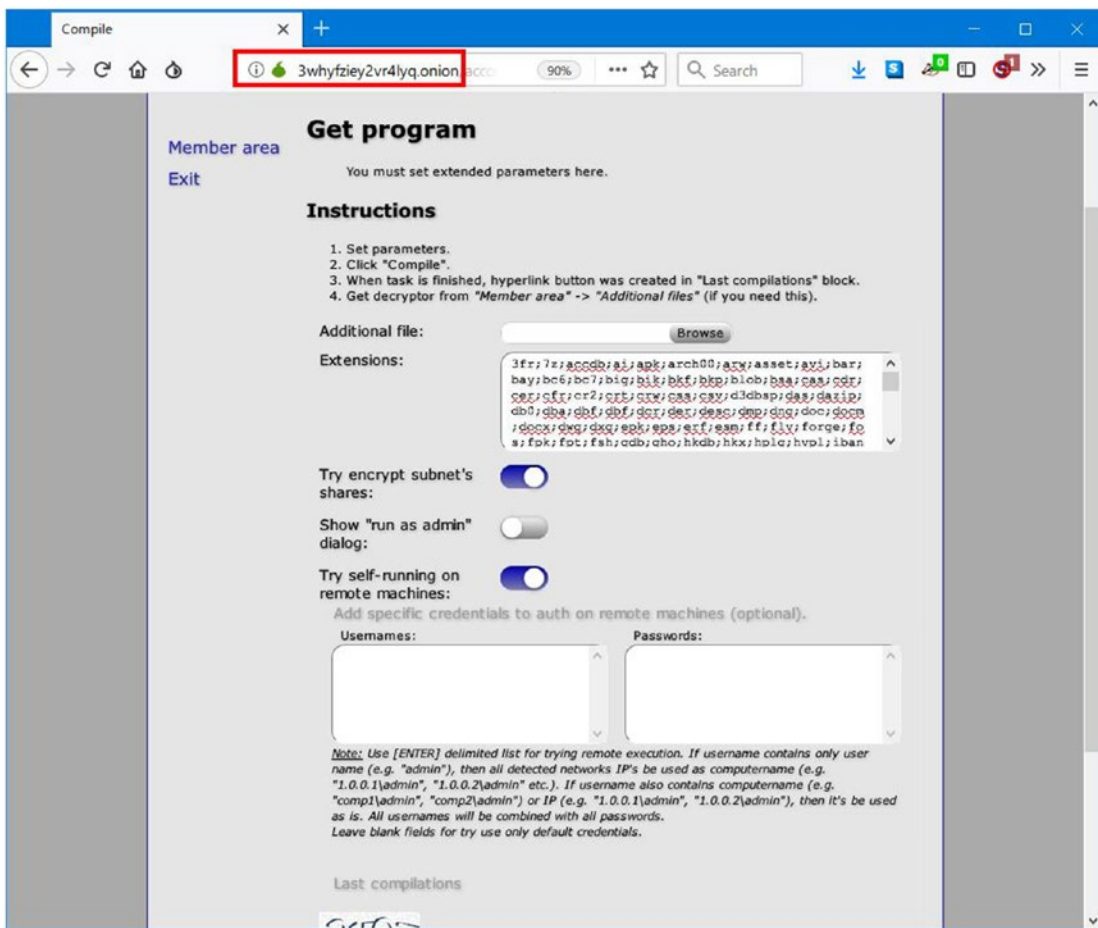 Compile
3whyfziey2vr4lyq.onion
90%
Search
0
1
Member area
Exit
Get program
You must set extended parameters here.
Instructions
1. Set parameters.
2. Click "Compile".
3. When task is finished, hyperlink button was created in "Last compilations" block.
4. Get decryptor from "Member area" -> "Additional files" (if you need this).
Additional file:
Browse
Extensions:
3fr;7z;accdb;ai;apk;arch00;arw;asset;avi;bar;
bay;bc6;bc7;big;bik;bkf;bkp;blob;bsa;cas;cdr;
cer;cfr;cr2;crt;crw;css;csv;d3dbsp;das;dazip;
db0;dba;dbf;dbf;dcr;der;desc;dmp;dng;doc;docm
;docx;dwg;dxg;epk;eps;erf;esm;ff;flv;forge;fo
s;fpk;fpt;fsh;gdb;gho;hkdb;hkx;hplg;hvpl;iban
Try encrypt subnet's
shares:
Show "run as admin"
dialog:
Try self-running on
remote machines:
Add specific credentials to auth on remote machines (optional).
Usernames:
Passwords:
Note: Use [ENTER] delimited list for trying remote execution. If username contains only user
name (e.g. "admin"), then all detected networks IP's be used as computername (e.g.
"1.0.0.1\admin", "1.0.0.2\admin" etc.). If username also contains computername (e.g.
"comp1\admin", "comp2\admin") or IP (e.g. "1.0.0.1\admin", "1.0.0.2\admin"), then it's be used
as is. All usernames will be combined with all passwords.
Leave blank fields for try use only default credentials.
Last compilations